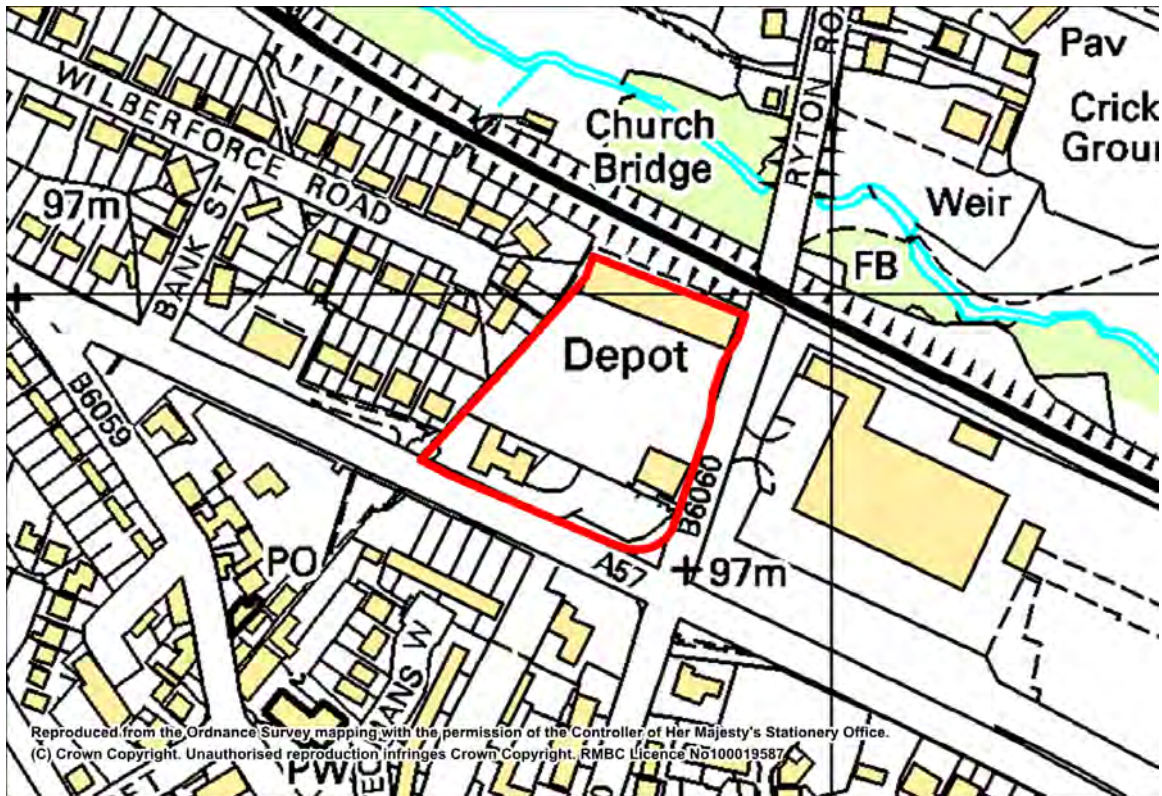 Pav
Crick
Groun
RYTON RO
Church
Bridge
WILBERFORCE ROAD
Weir
97m
BANK ST
FB
Depot
B6059
B6060
A57
97m
PO
MANS W
Reproduced from the Ordnance Survey mapping with the permission of the Controller of Her Majesty's Stationery Office.
(C) Crown Copyright. Unauthorised reproduction infringes Crown Copyright. RMBC Licence No100019587
PW